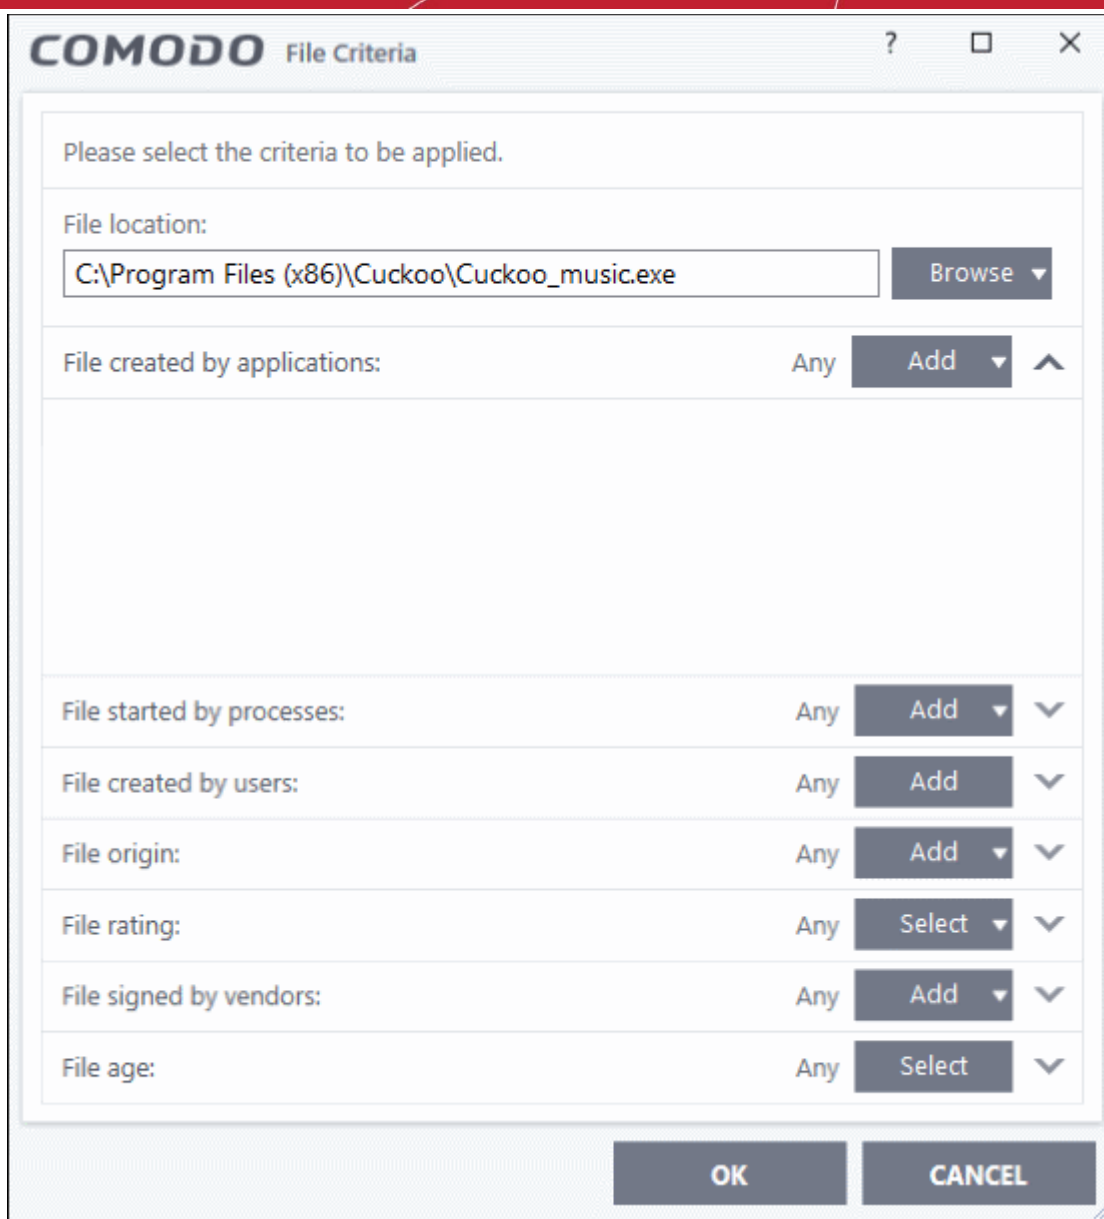 COMODO File Criteria ?
Please select the criteria to be applied.
File location:
C:\Program Files (x86)\Cuckoo\Cuckoo_music.exe Browse
File created by applications: Any Add
File started by processes: Any Add
File created by users: Any Add
File origin: Any Add
File rating: Any Select
File signed by vendors: Any Add
File age: Any Select
OK CANCEL